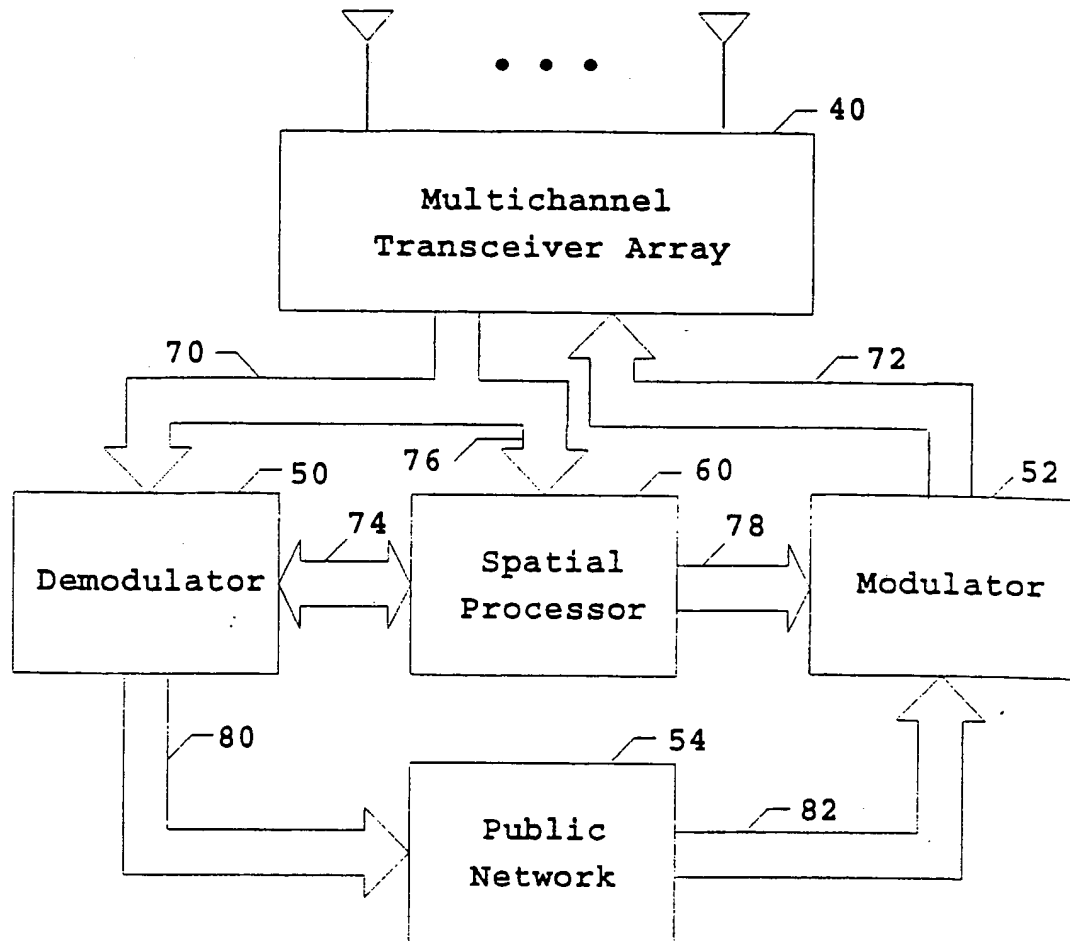 40
Multichannel
Transceiver Array
70
72
76
50
60
52
74
78
Demodulator
Spatial
Processor
Modulator
80
54
82
Public
Network